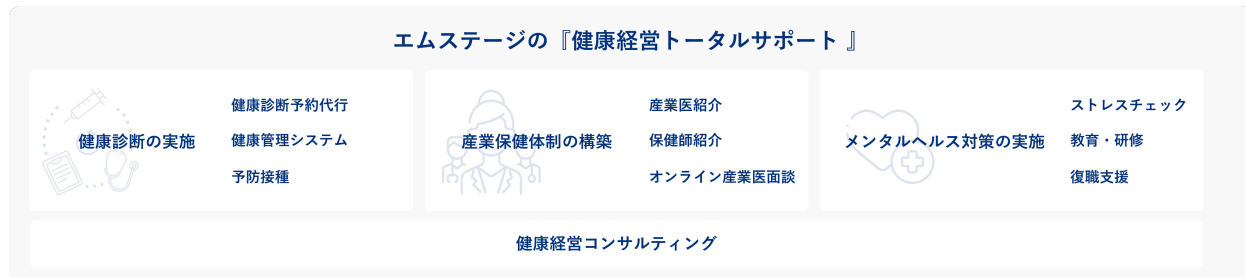 エムステージの『健康経営トータルサポート 』
健康診断の実施
健康診断予約代行
健康管理システム
予防接種
産業保健体制の構築
産業医紹介
保健師紹介
オンライン産業医面談
メンタルヘルス対策の実施
ストレスチェック
教育・研修
復職支援
健康経営コンサルティング